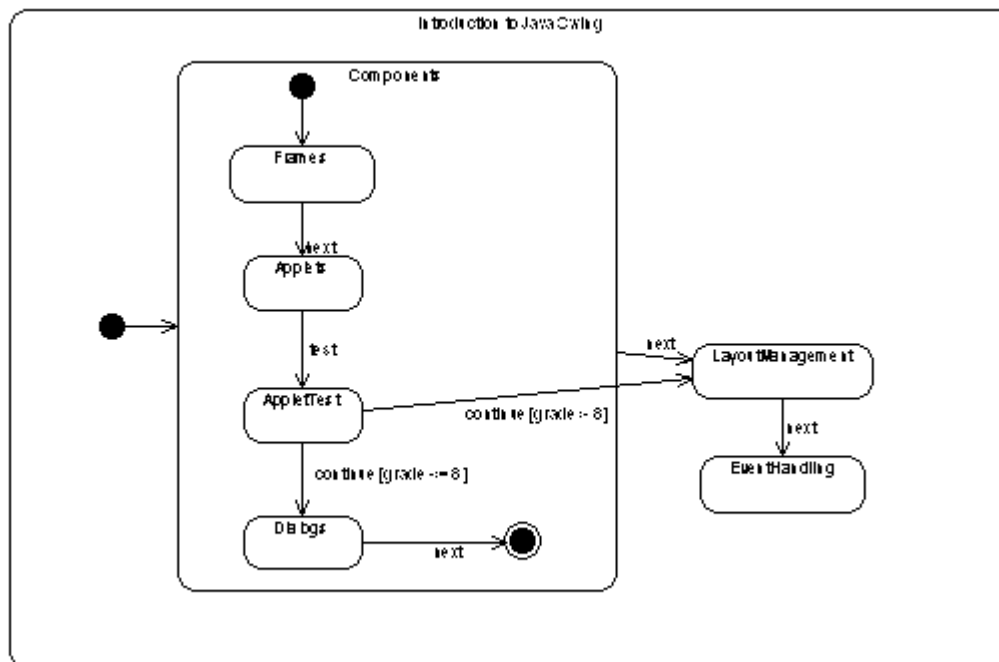 Introduction to Java Swing
Components
Frames
next
Applets
test
AppletTest
continue [grade > 8]
continue [grade <= 8]
Dialogs
next
next
LayoutManagement
next
EventHandling